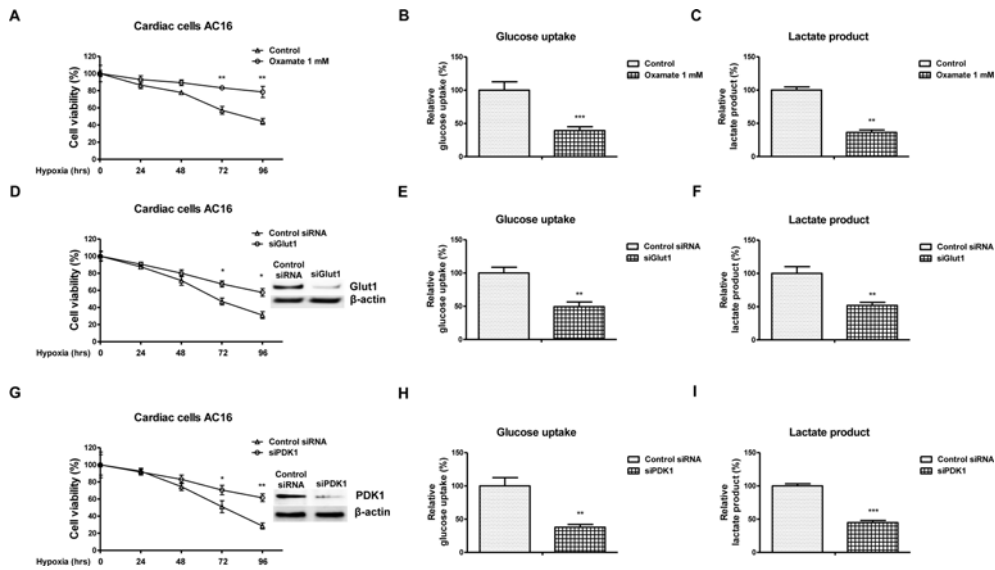 A
Cardiac cells AC16
Control
Oxamate 1 mM
Cell viability (%)
120
100
80
60
40
20
0
** **
Hypoxia (hrs) 0 24 48 72 96
B
Glucose uptake
Control
Oxamate 1 mM
Relative
glucose uptake (%)
150
100
50
0
***
C
Lactate product
Control
Oxamate 1 mM
Relative
lactate product (%)
150
100
50
0
**
D
Cardiac cells AC16
Control siRNA
siGlut1
Cell viability (%)
120
100
80
60
40
20
0
* *
Hypoxia (hrs) 0 24 48 72 96
Control
siRNA siGlut1
Glut1
β-actin
E
Glucose uptake
Control siRNA
siGlut1
Relative
glucose uptake (%)
150
100
50
0
**
F
Lactate product
Control siRNA
siGlut1
Relative
lactate product (%)
150
100
50
0
**
G
Cardiac cells AC16
Control siRNA
siPDK1
Cell viability (%)
120
100
80
60
40
20
0
* **
Hypoxia (hrs) 0 24 48 72 96
Control
siRNA siPDK1
PDK1
β-actin
H
Glucose uptake
Control siRNA
siPDK1
Relative
glucose uptake (%)
150
100
50
0
**
I
Lactate product
Control siRNA
siPDK1
Relative
lactate product (%)
150
100
50
0
***